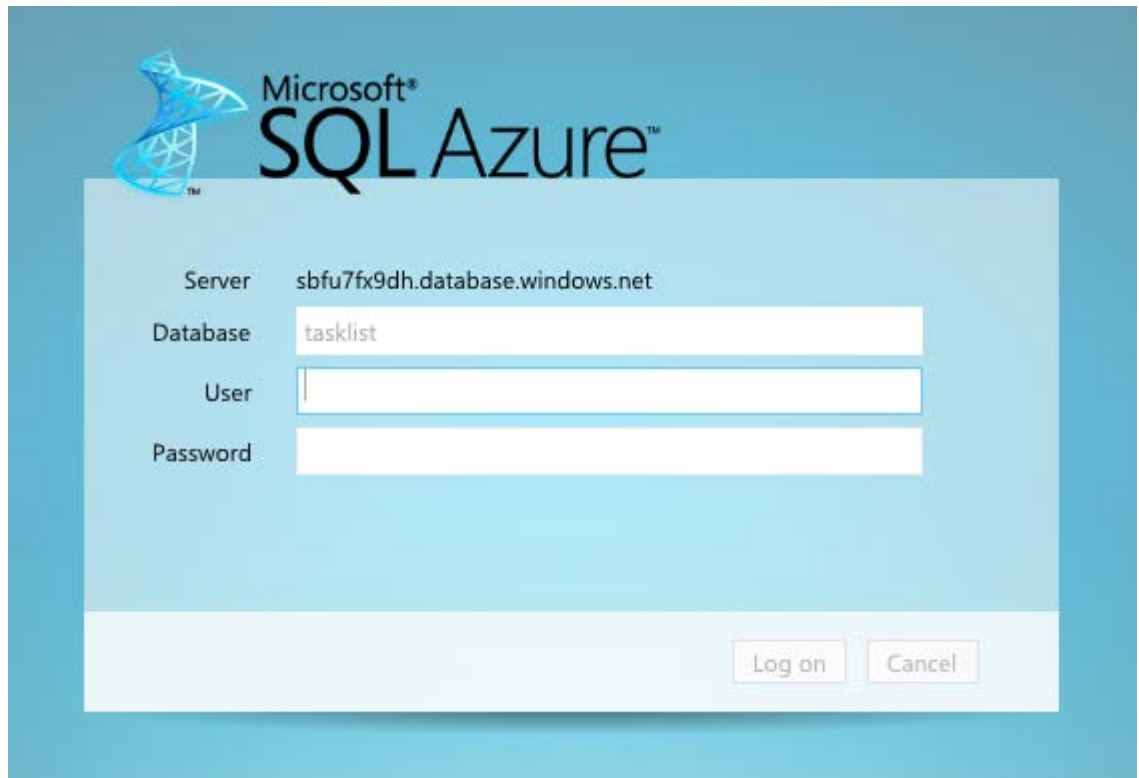 Microsoft®
SQL Azure™
TM
Server sbfu7fx9dh.database.windows.net
Database tasklist
User
Password
Log on Cancel